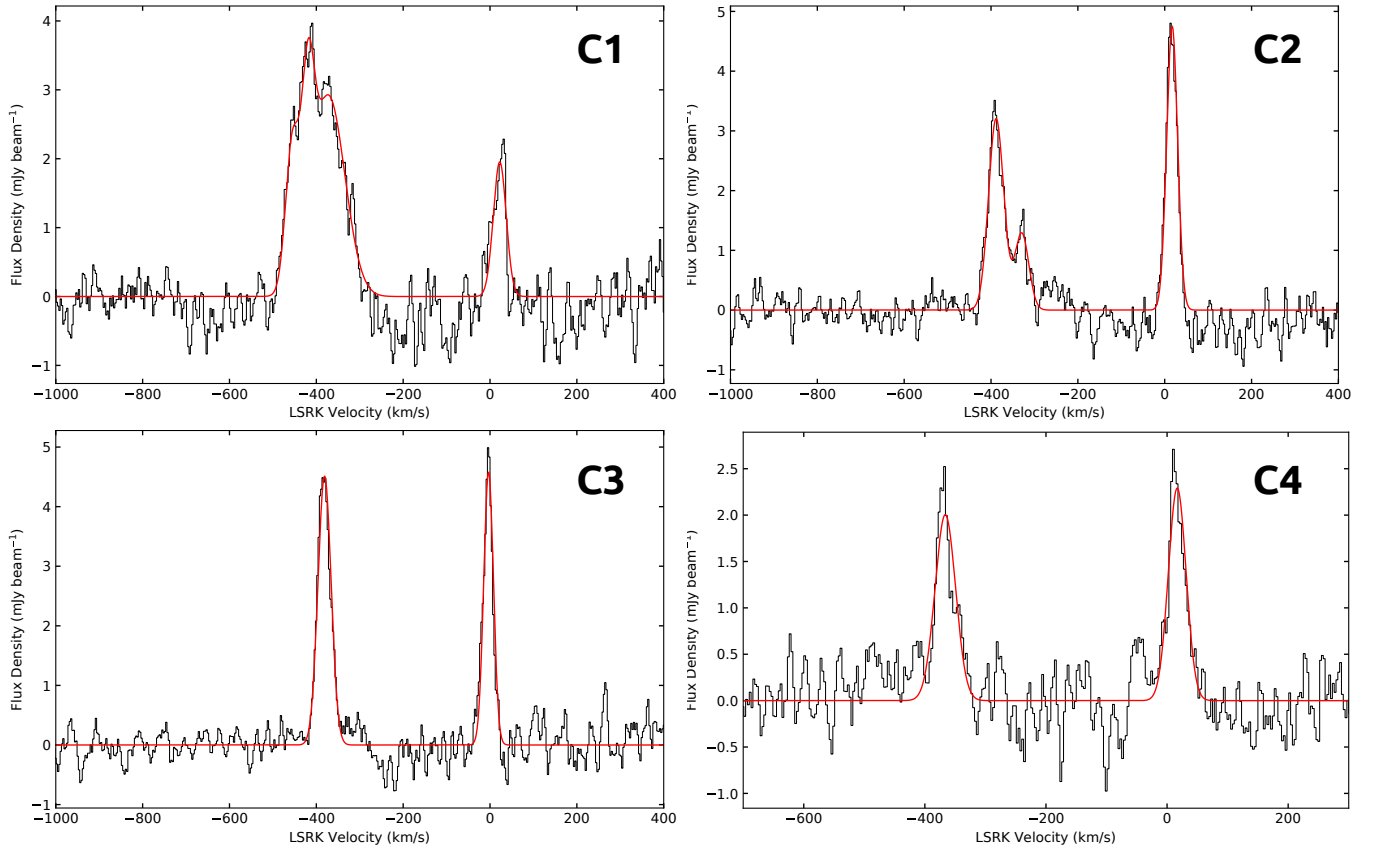 C1
Flux Density (mJy beam⁻¹)
4
3
2
1
0
−1
−1000 −800 −600 −400 −200 0 200 400
LSRK Velocity (km/s)
C2
Flux Density (mJy beam⁻¹)
5
4
3
2
1
0
−1
−1000 −800 −600 −400 −200 0 200 400
LSRK Velocity (km/s)
C3
Flux Density (mJy beam⁻¹)
5
4
3
2
1
0
−1
−1000 −800 −600 −400 −200 0 200 400
LSRK Velocity (km/s)
C4
Flux Density (mJy beam⁻¹)
2.5
2.0
1.5
1.0
0.5
0.0
−0.5
−1.0
−600 −400 −200 0 200
LSRK Velocity (km/s)